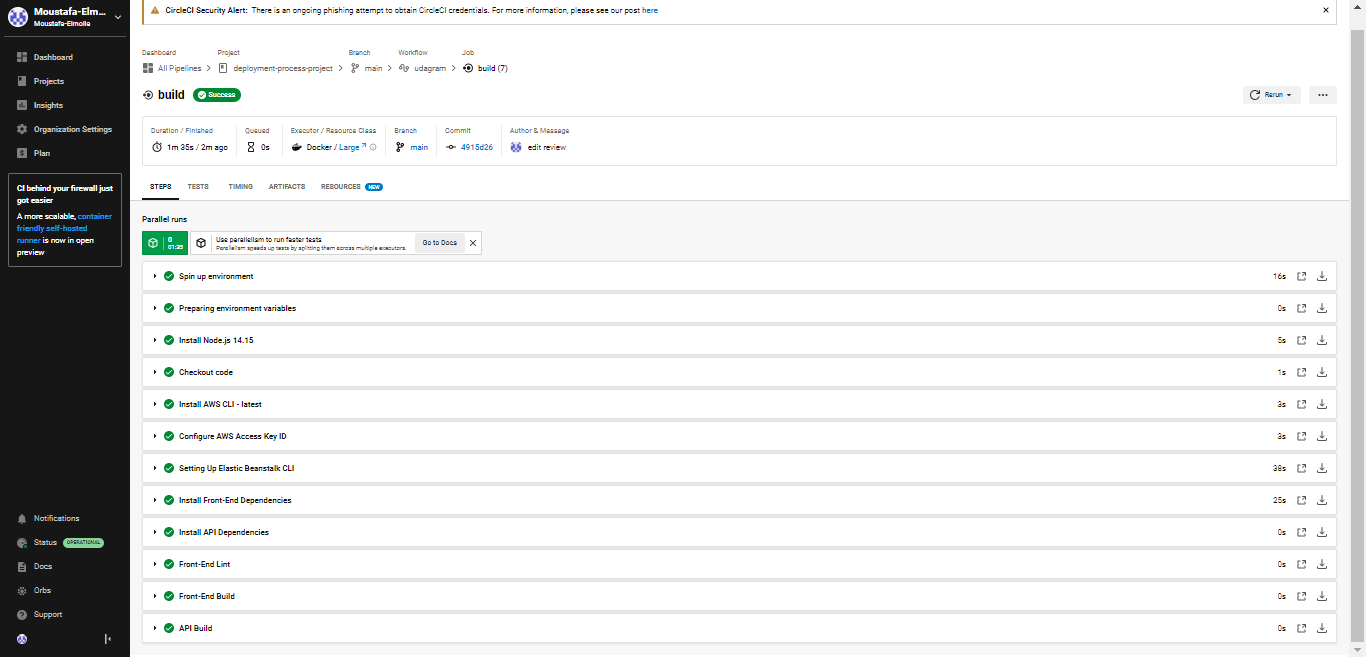 Moustafa-Elm...
Moustafa-Elmolla
Dashboard
Projects
Insights
Organization Settings
Plan
CI behind your firewall just
got easier
A more scalable, container
friendly self-hosted
runner is now in open
preview
Notifications
Status OPERATIONAL
Docs
Orbs
Support
CircleCI Security Alert: There is an ongoing phishing attempt to obtain CircleCI credentials. For more information, please see our post here
Dashboard Project Branch Workflow Job
All Pipelines deployment-process-project main udagram build (7)
build Success
Rerun
Duration / Finished Queued Executor / Resource Class Branch Commit Author & Message
1m 35s / 2m ago 0s Docker / Large main 4915d26 edit review
STEPS TESTS TIMING ARTIFACTS RESOURCES NEW
Parallel runs
0
01:35
Use parallelism to run faster tests
Parallelism speeds up tests by splitting them across multiple executors.
Go to Docs
Spin up environment 16s
Preparing environment variables 0s
Install Node.js 14.15 5s
Checkout code 1s
Install AWS CLI - latest 3s
Configure AWS Access Key ID 3s
Setting Up Elastic Beanstalk CLI 38s
Install Front-End Dependencies 25s
Install API Dependencies 0s
Front-End Lint 0s
Front-End Build 0s
API Build 0s